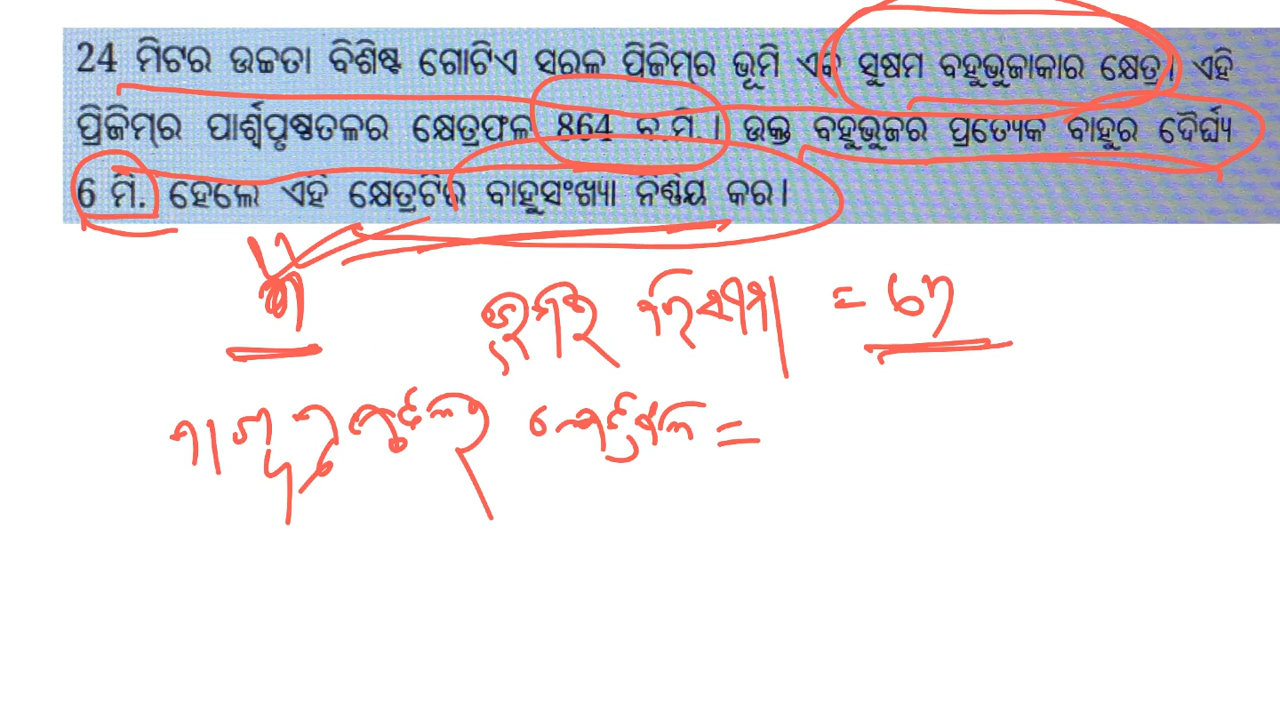 24 ମିଟର ଉଚ୍ଚତା ବିଶିଷ୍ଟ ଗୋଟିଏ ସରଳ ପ୍ରିଜିମ୍‌ର ଭୂମି ଏକ ସୁଷମ ବହୁଭୁଜାକାର କ୍ଷେତ୍ର। ଏହି
ପ୍ରିଜିମ୍‌ର ପାର୍ଶ୍ୱପୃଷ୍ଠତଳର କ୍ଷେତ୍ରଫଳ 864 ବ.ମି.। ଉକ୍ତ ବହୁଭୁଜର ପ୍ରତ୍ୟେକ ବାହୁର ଦୈର୍ଘ୍ୟ
6 ମି. ହେଲେ ଏହି କ୍ଷେତ୍ରଟିର ବାହୁସଂଖ୍ୟା ନିର୍ଣ୍ଣୟ କର।
ଭୂମିର ପରିସୀମା =
ପାର୍ଶ୍ୱପୃଷ୍ଠତଳର କ୍ଷେତ୍ରଫଳ =